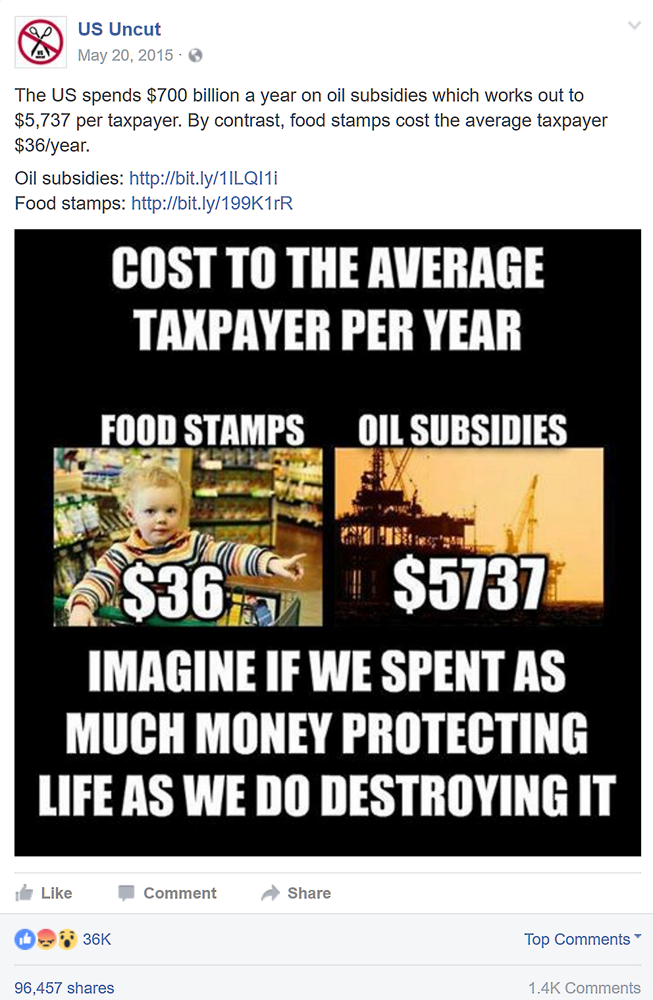 US Uncut
May 20, 2015 ·
The US spends $700 billion a year on oil subsidies which works out to
$5,737 per taxpayer. By contrast, food stamps cost the average taxpayer
$36/year.
Oil subsidies: http://bit.ly/1ILQI1i
Food stamps: http://bit.ly/199K1rR
COST TO THE AVERAGE
TAXPAYER PER YEAR
FOOD STAMPS OIL SUBSIDIES
$36 $5737
IMAGINE IF WE SPENT AS
MUCH MONEY PROTECTING
LIFE AS WE DO DESTROYING IT
Like Comment Share
36K Top Comments
96,457 shares 1.4K Comments